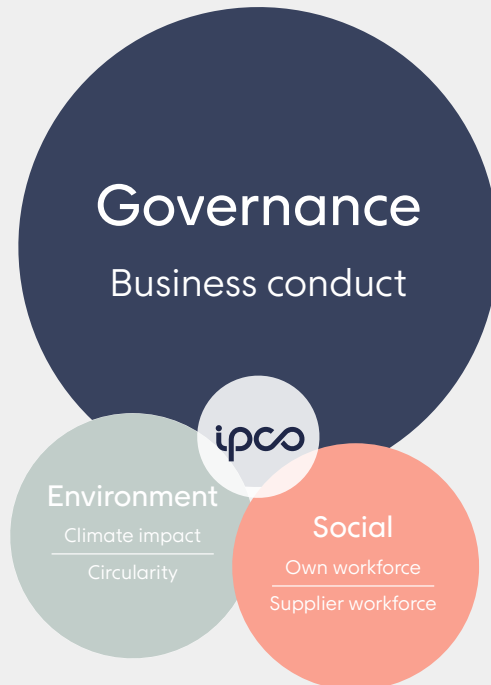 Governance
Business conduct
ipco
Environment
Climate impact
Circularity
Social
Own workforce
Supplier workforce